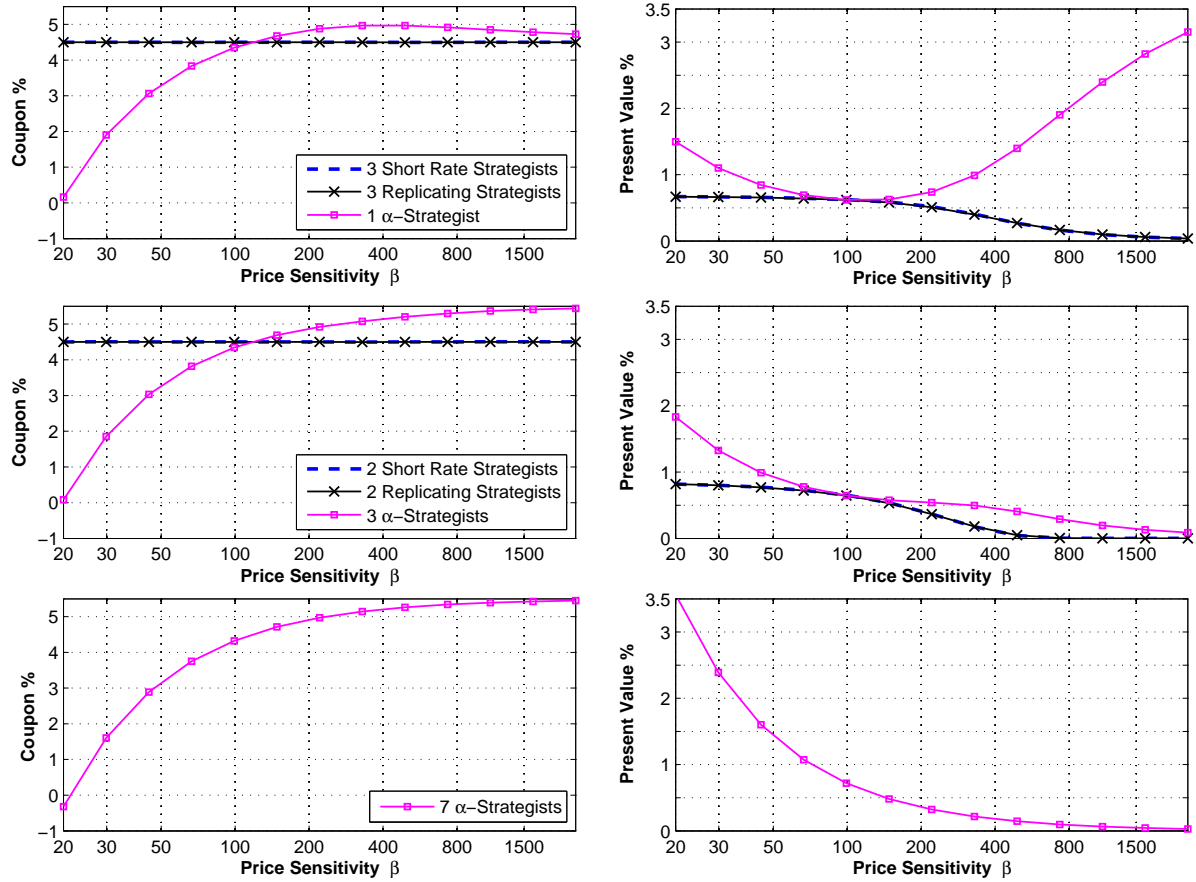 5
4
3
2
1
0
−1
Coupon %
20 30 50 100 200 400 800 1500
Price Sensitivity β
3 Short Rate Strategists
3 Replicating Strategists
1 α−Strategist
3.5
3
2
1
0
Present Value %
20 30 50 100 200 400 800 1500
Price Sensitivity β
5
4
3
2
1
0
−1
Coupon %
20 30 50 100 200 400 800 1500
Price Sensitivity β
2 Short Rate Strategists
2 Replicating Strategists
3 α−Strategists
3.5
3
2
1
0
Present Value %
20 30 50 100 200 400 800 1500
Price Sensitivity β
5
4
3
2
1
0
−1
Coupon %
20 30 50 100 200 400 800 1500
Price Sensitivity β
7 α−Strategists
3.5
3
2
1
0
Present Value %
20 30 50 100 200 400 800 1500
Price Sensitivity β